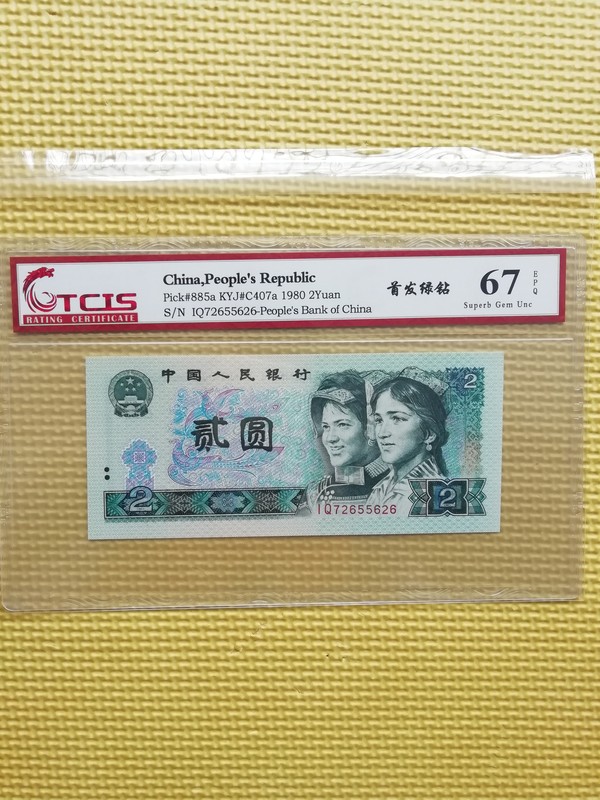 TCIS
RATING CERTIFICATE
China,People's Republic
Pick#885a KYJ#C407a 1980 2Yuan
S/N IQ72655626-People's Bank of China
首发绿钻
67
EPQ
Superb Gem Unc
中国人民银行
2
贰圆
2
2
IQ72655626